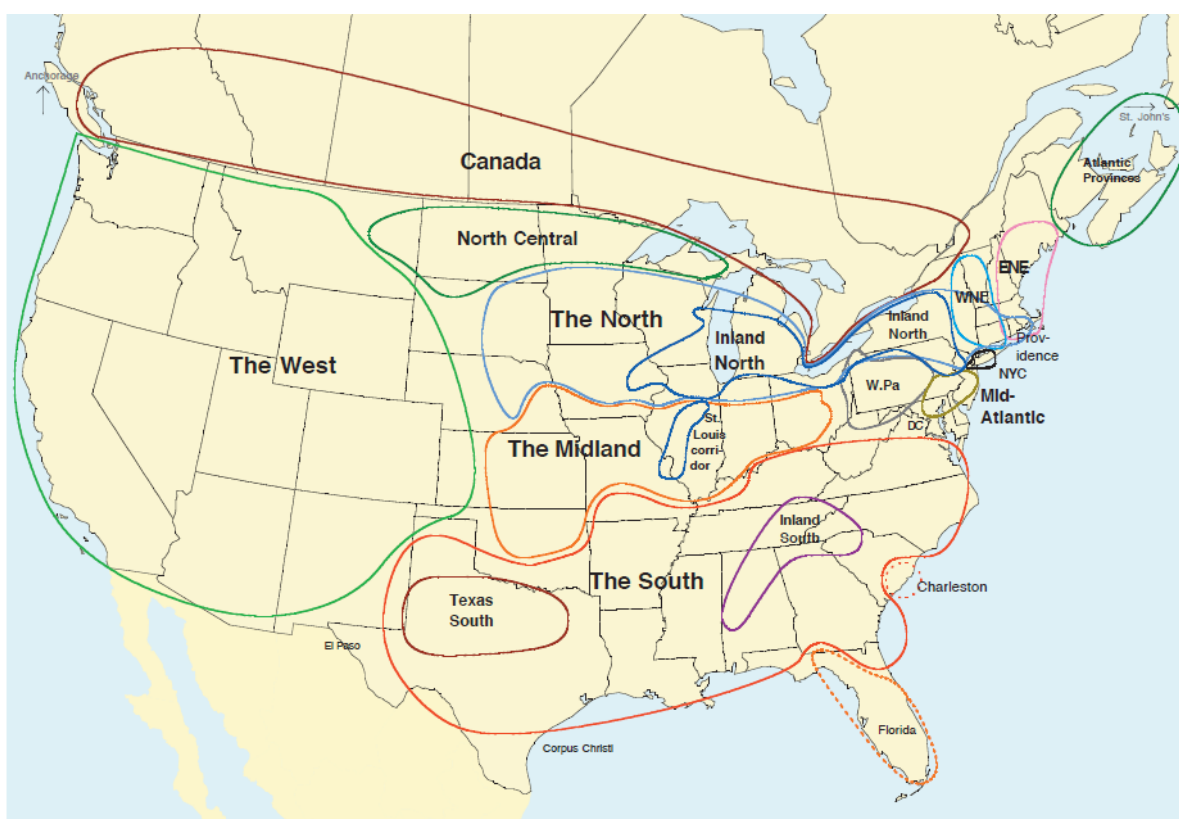 Anchorage
St. John's
Canada
Atlantic
Provinces
North Central
ENE
WNE
The North
Inland
North
Inland
North
Prov-
idence
NYC
The West
W.Pa
Mid-
Atlantic
DC
St.
Louis
corri-
dor
The Midland
Inland
South
The South
Charleston
Texas
South
El Paso
Florida
Corpus Christi